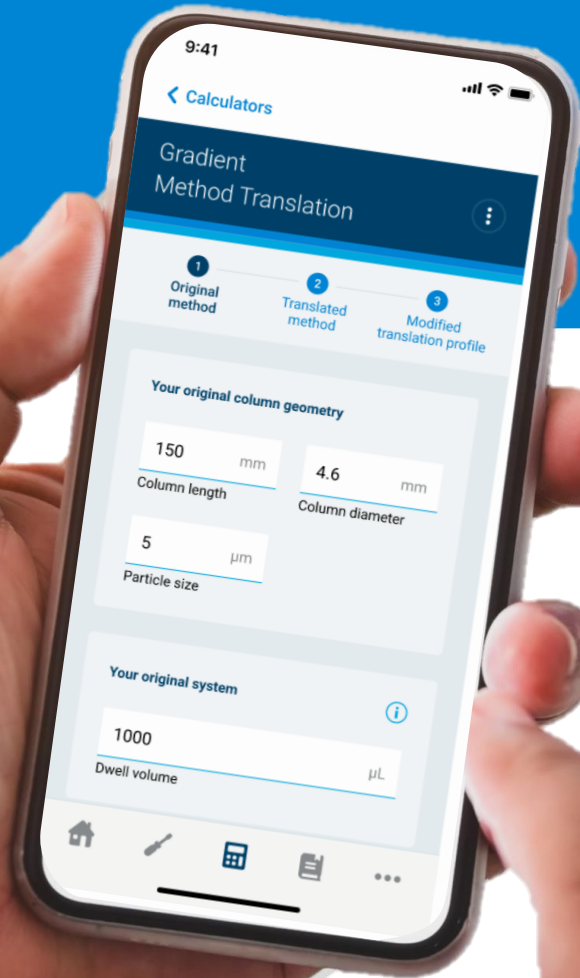 9:41
Calculators
Gradient
Method Translation
1
Original
method
2
Translated
method
3
Modified
translation profile
Your original column geometry
150 mm
Column length
4.6 mm
Column diameter
5 µm
Particle size
Your original system
i
1000 µL
Dwell volume